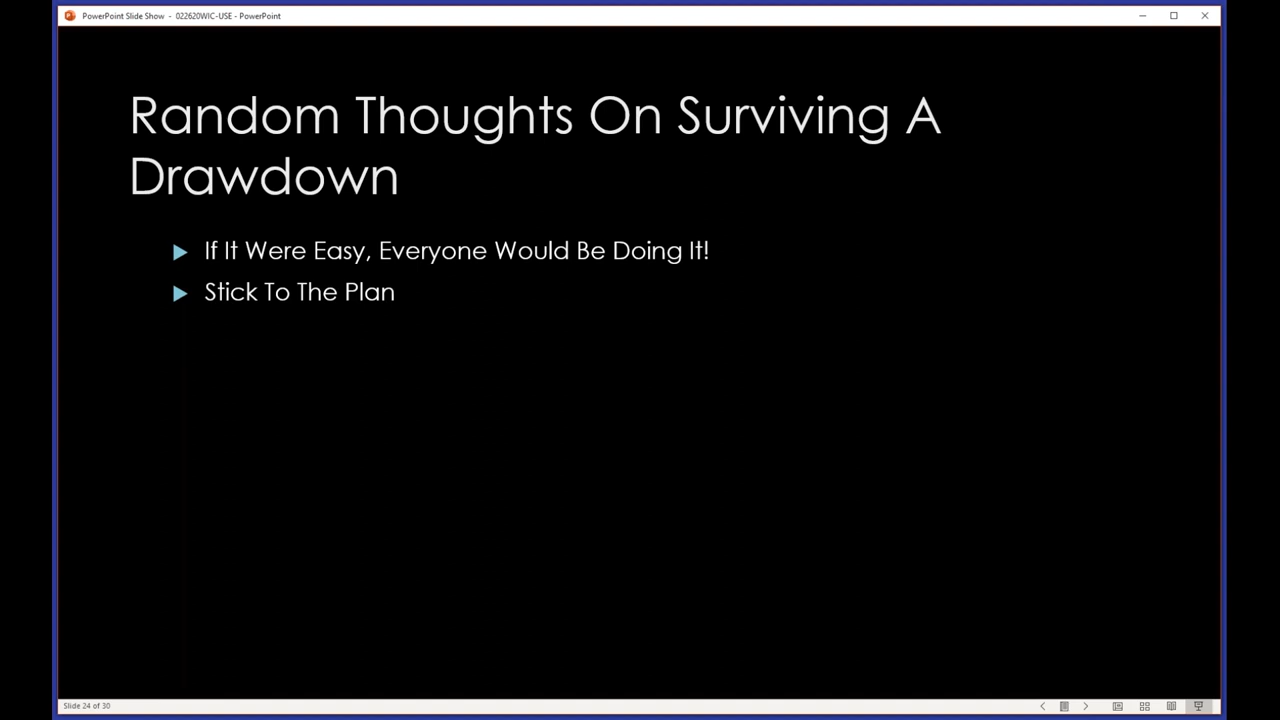 PowerPoint Slide Show - 022620WIC-USE - PowerPoint
Random Thoughts On Surviving A
Drawdown
If It Were Easy, Everyone Would Be Doing It!
Stick To The Plan
Slide 24 of 30